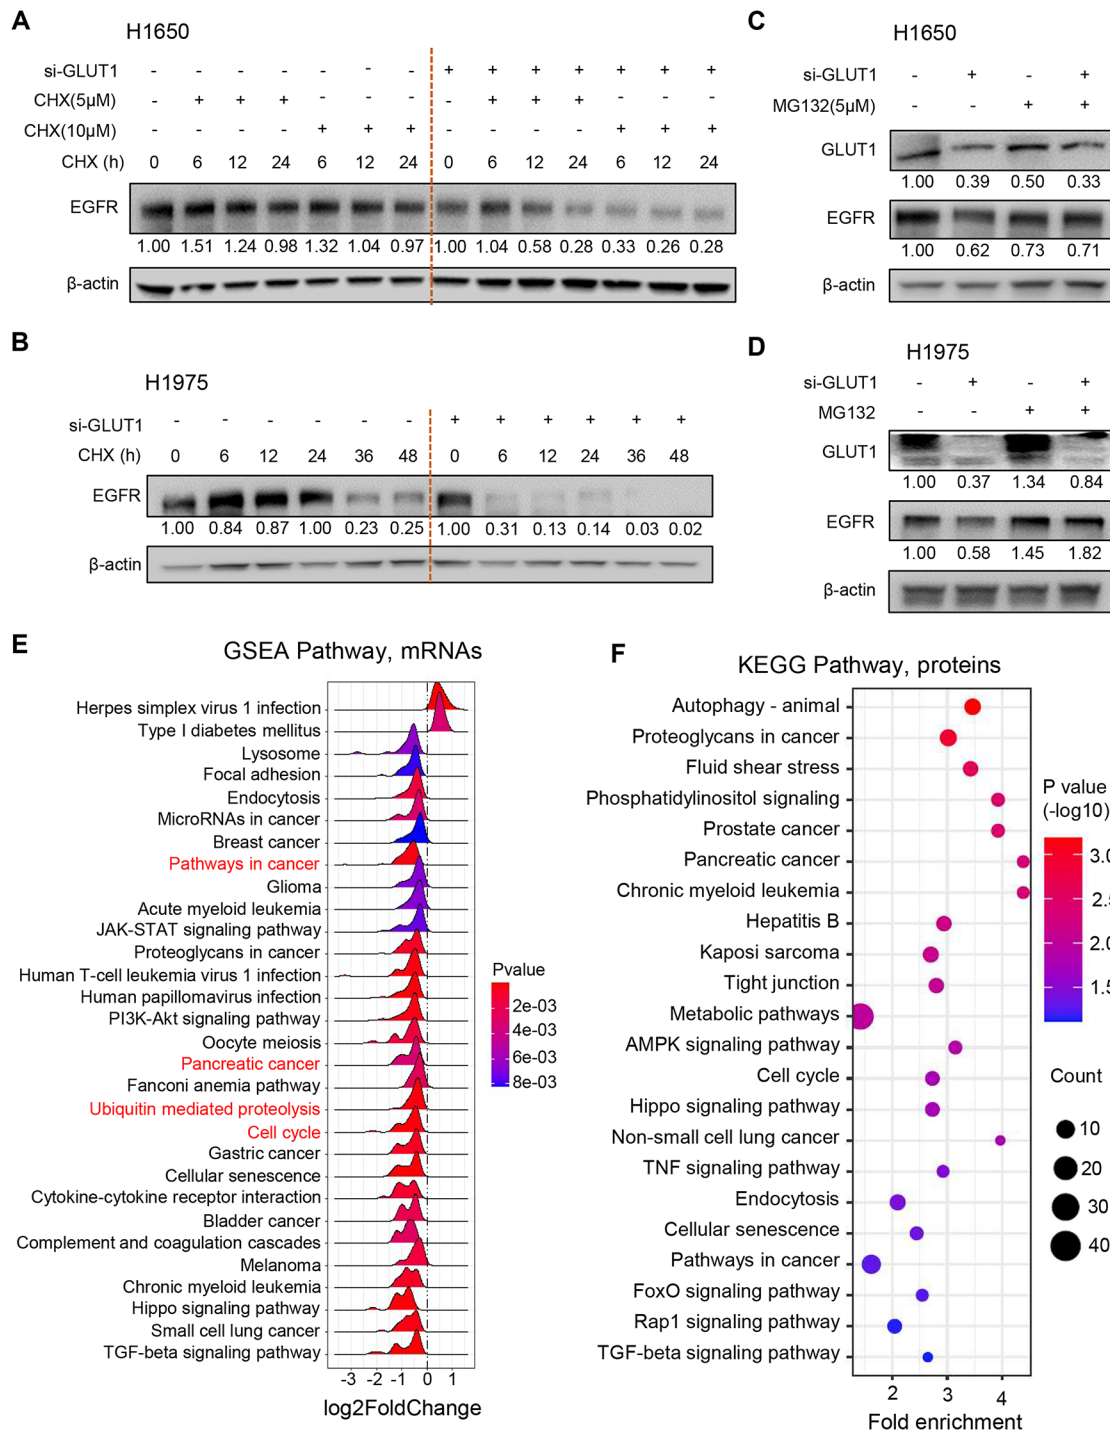 A
H1650
si-GLUT1 - - - - - - - + + + + + + +
CHX(5μM) - + + + - - - - + + + - - -
CHX(10μM) - - - - + + + - - - - + + +
CHX (h) 0 6 12 24 6 12 24 0 6 12 24 6 12 24
EGFR
1.00 1.51 1.24 0.98 1.32 1.04 0.97 1.00 1.04 0.58 0.28 0.33 0.26 0.28
β-actin
B
H1975
si-GLUT1 - - - - - - + + + + + +
CHX (h) 0 6 12 24 36 48 0 6 12 24 36 48
EGFR
1.00 0.84 0.87 1.00 0.23 0.25 1.00 0.31 0.13 0.14 0.03 0.02
β-actin
C
H1650
si-GLUT1 - + - +
MG132(5μM) - - + +
GLUT1
1.00 0.39 0.50 0.33
EGFR
1.00 0.62 0.73 0.71
β-actin
D
H1975
si-GLUT1 - + - +
MG132 - - + +
GLUT1
1.00 0.37 1.34 0.84
EGFR
1.00 0.58 1.45 1.82
β-actin
E
GSEA Pathway, mRNAs
Herpes simplex virus 1 infection
Type I diabetes mellitus
Lysosome
Focal adhesion
Endocytosis
MicroRNAs in cancer
Breast cancer
Pathways in cancer
Glioma
Acute myeloid leukemia
JAK-STAT signaling pathway
Proteoglycans in cancer
Human T-cell leukemia virus 1 infection
Human papillomavirus infection
PI3K-Akt signaling pathway
Oocyte meiosis
Pancreatic cancer
Fanconi anemia pathway
Ubiquitin mediated proteolysis
Cell cycle
Gastric cancer
Cellular senescence
Cytokine-cytokine receptor interaction
Bladder cancer
Complement and coagulation cascades
Melanoma
Chronic myeloid leukemia
Hippo signaling pathway
Small cell lung cancer
TGF-beta signaling pathway
-3 -2 -1 0 1
log2FoldChange
Pvalue
2e-03
4e-03
6e-03
8e-03
F
KEGG Pathway, proteins
Autophagy - animal
Proteoglycans in cancer
Fluid shear stress
Phosphatidylinositol signaling
Prostate cancer
Pancreatic cancer
Chronic myeloid leukemia
Hepatitis B
Kaposi sarcoma
Tight junction
Metabolic pathways
AMPK signaling pathway
Cell cycle
Hippo signaling pathway
Non-small cell lung cancer
TNF signaling pathway
Endocytosis
Cellular senescence
Pathways in cancer
FoxO signaling pathway
Rap1 signaling pathway
TGF-beta signaling pathway
2 3 4
Fold enrichment
P value
(-log10)
3.0
2.5
2.0
1.5
Count
10
20
30
40